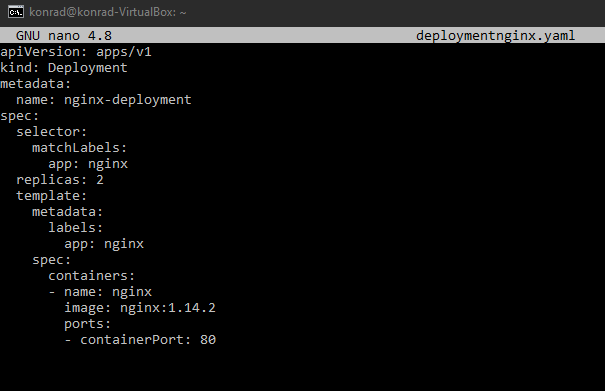 konrad@konrad-VirtualBox: ~
GNU nano 4.8 deploymentnginx.yaml
apiVersion: apps/v1
kind: Deployment
metadata:
  name: nginx-deployment
spec:
  selector:
    matchLabels:
      app: nginx
  replicas: 2
  template:
    metadata:
      labels:
        app: nginx
    spec:
      containers:
      - name: nginx
        image: nginx:1.14.2
        ports:
        - containerPort: 80